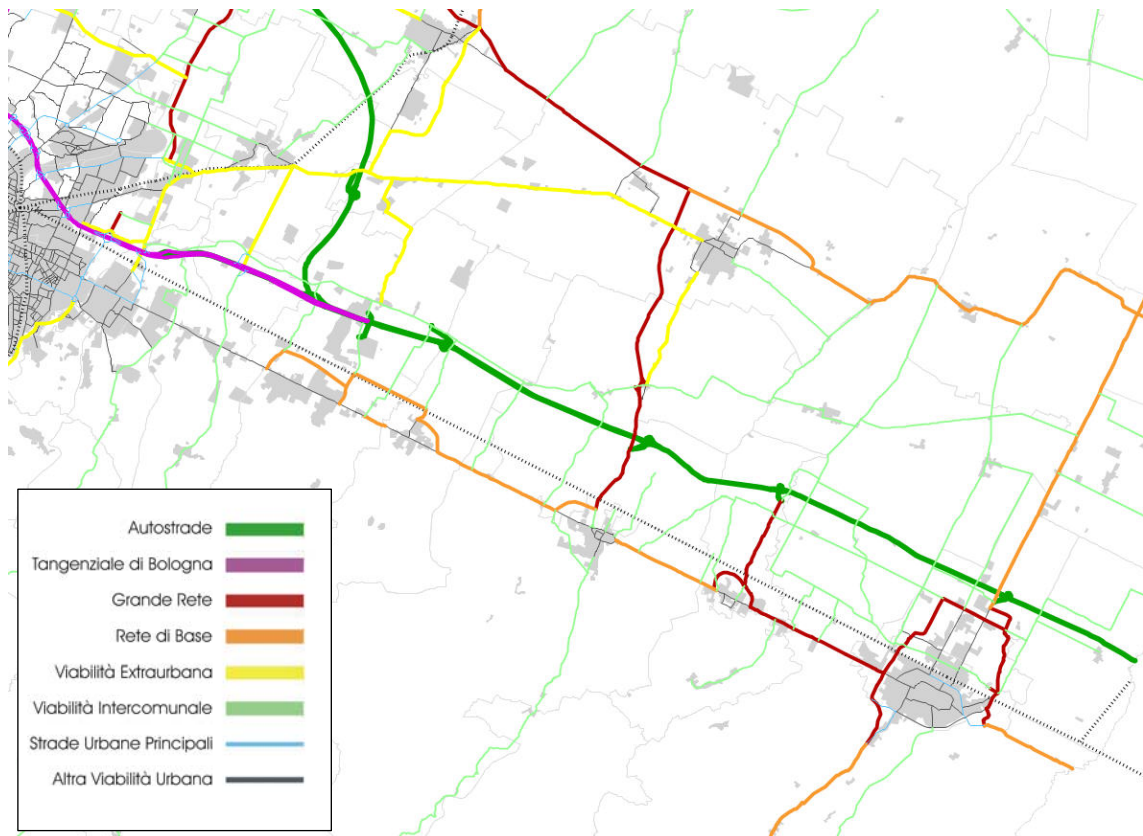 Autostrade
Tangenziale di Bologna
Grande Rete
Rete di Base
Viabilità Extraurbana
Viabilità Intercomunale
Strade Urbane Principali
Altra Viabilità Urbana